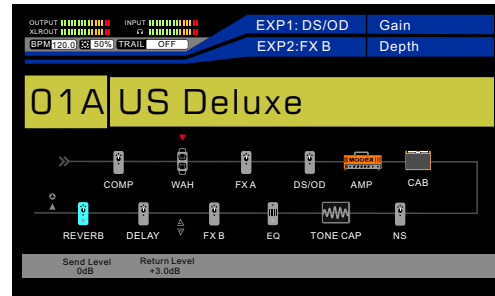 OUTPUT INPUT EXP1: DS/OD Gain
XLROUT
BPM 120.0 50% TRAIL OFF EXP2:FX B Depth
01A US Deluxe
MOOER
COMP WAH FX A DS/OD AMP CAB
REVERB DELAY FX B EQ TONE CAP NS
Send Level Return Level
0dB +3.0dB